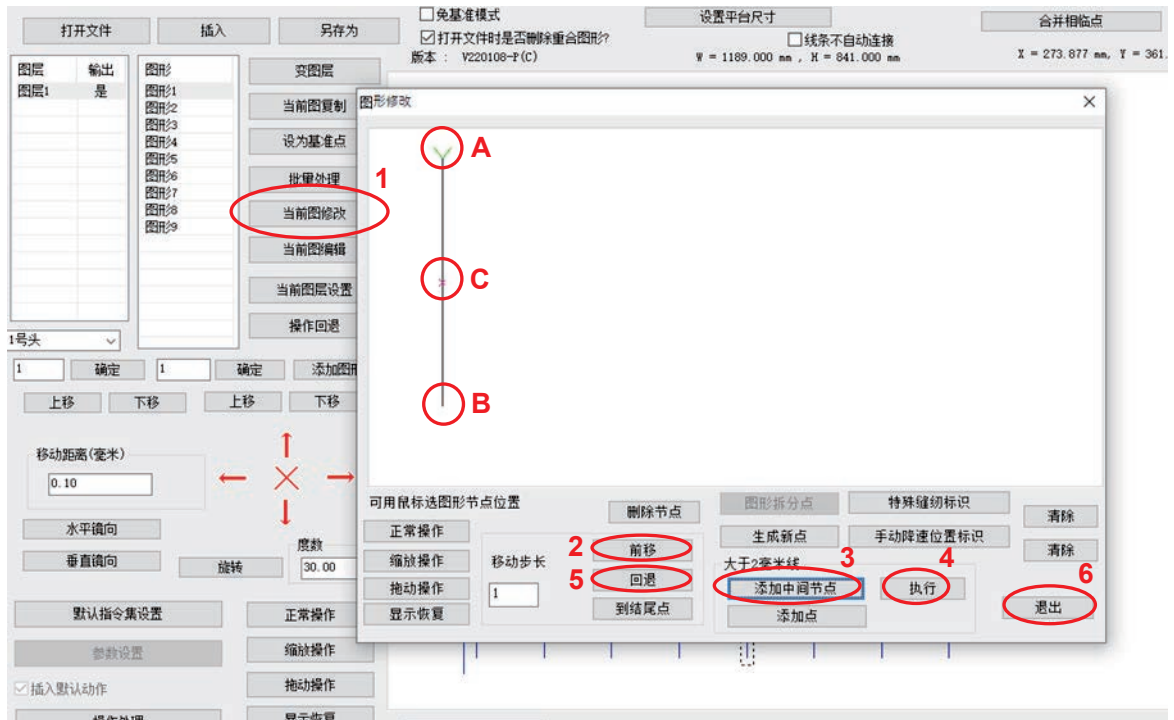 打开文件
插入
另存为
免基准模式
打开文件时是否删除重合图形?
版本 : V220108-P(C)
设置平台尺寸
线条不自动连接
W = 1189.000 mm , H = 841.000 mm
合并相临点
X = 273.877 mm, Y = 361.
图层 输出
图层1 是
图形
图形1
图形2
图形3
图形4
图形5
图形6
图形7
图形8
图形9
变图层
当前图复制
设为基准点
批里处理
1
当前图修改
当前图编辑
当前图层设置
操作回退
1号头
1 确定 1 确定 添加图形
上移 下移 上移 下移
移动距离(毫米)
0.10
水平镜向
垂直镜向
旋转
度数
30.00
默认指令集设置
参数设置
插入默认动作
正常操作
缩放操作
拖动操作
图形修改
A
C
B
可用鼠标选图形节点位置
正常操作
缩放操作
拖动操作
显示恢复
移动步长
1
删除节点
2 前移
5 回退
到结尾点
图形拆分点
特殊缝纫标识
清除
生成新点
手动降速位置标识
清除
大于2毫米线
3
添加中间节点
4
执行
添加点
6
退出